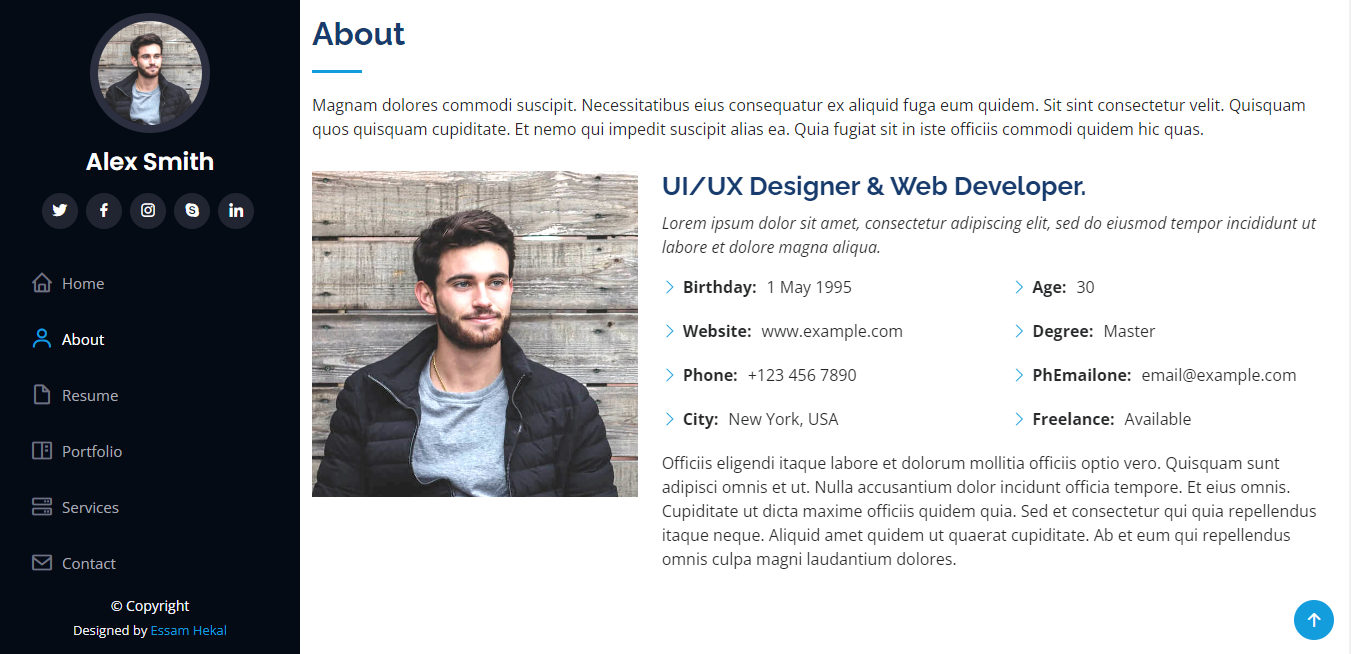 Alex Smith
Home
About
Resume
Portfolio
Services
Contact
© Copyright
Designed by Essam Hekal
About
Magnam dolores commodi suscipit. Necessitatibus eius consequatur ex aliquid fuga eum quidem. Sit sint consectetur velit. Quisquam
quos quisquam cupiditate. Et nemo qui impedit suscipit alias ea. Quia fugiat sit in iste officiis commodi quidem hic quas.
UI/UX Designer & Web Developer.
Lorem ipsum dolor sit amet, consectetur adipiscing elit, sed do eiusmod tempor incididunt ut
labore et dolore magna aliqua.
Birthday: 1 May 1995
Age: 30
Website: www.example.com
Degree: Master
Phone: +123 456 7890
PhEmailone: email@example.com
City: New York, USA
Freelance: Available
Officiis eligendi itaque labore et dolorum mollitia officiis optio vero. Quisquam sunt
adipisci omnis et ut. Nulla accusantium dolor incidunt officia tempore. Et eius omnis.
Cupiditate ut dicta maxime officiis quidem quia. Sed et consectetur qui quia repellendus
itaque neque. Aliquid amet quidem ut quaerat cupiditate. Ab et eum qui repellendus
omnis culpa magni laudantium dolores.